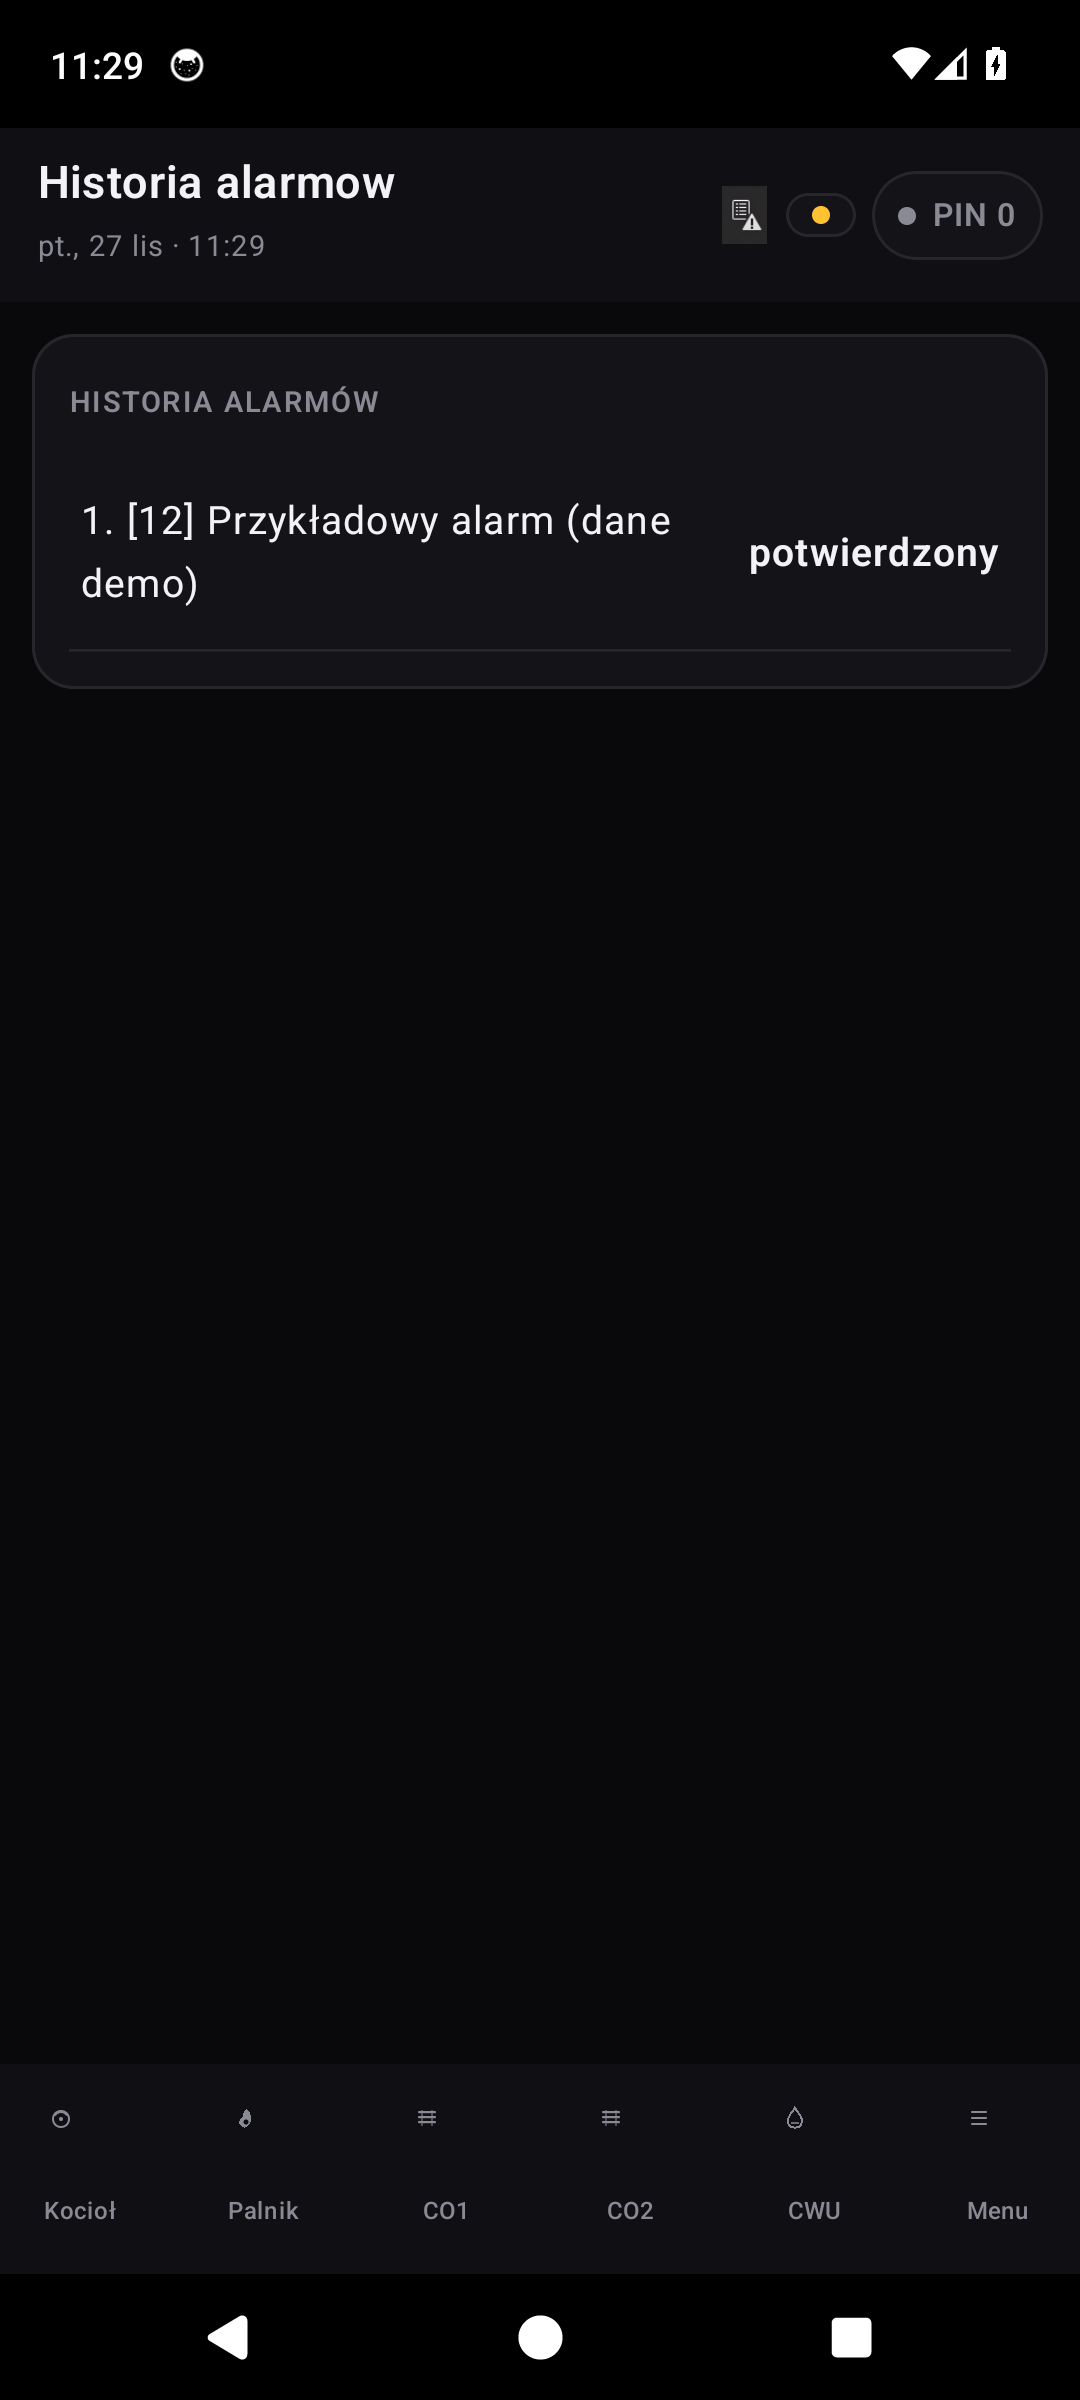 11:29
Historia alarmow
pt., 27 lis · 11:29
PIN 0
HISTORIA ALARMÓW
1. [12] Przykładowy alarm (dane
demo)
potwierdzony
Kocioł
Palnik
CO1
CO2
CWU
Menu